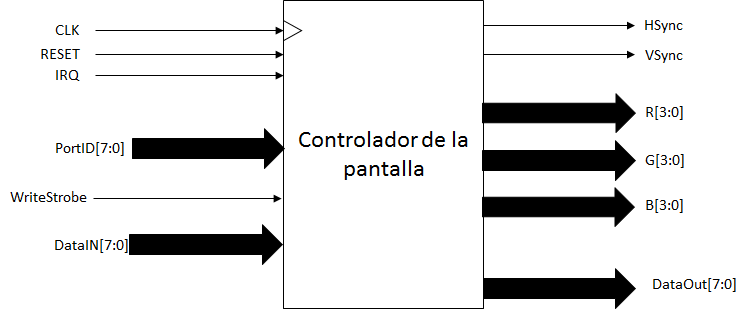 CLK
RESET
IRQ
PortID[7:0]
WriteStrobe
DataIN[7:0]
Controlador de la
pantalla
HSync
VSync
R[3:0]
G[3:0]
B[3:0]
DataOut[7:0]